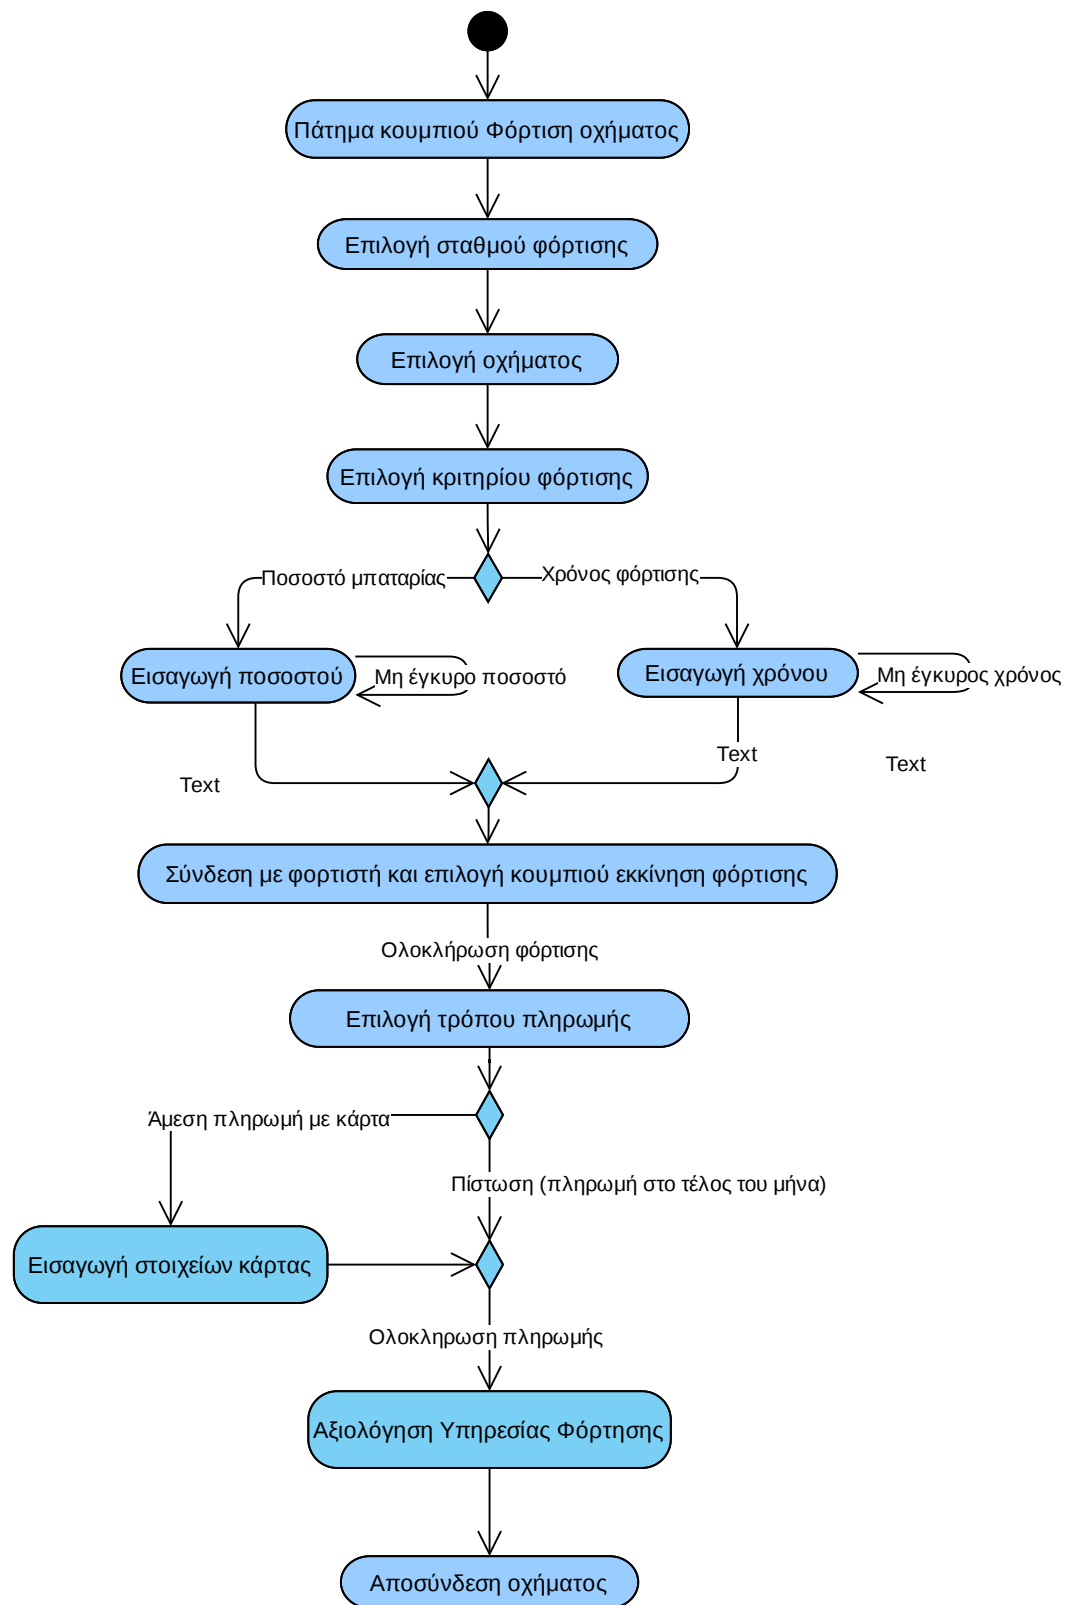 Πάτημα κουμπιού Φόρτιση οχήματος
Επιλογή σταθμού φόρτισης
Επιλογή οχήματος
Επιλογή κριτηρίου φόρτισης
Ποσοστό μπαταρίας
Χρόνος φόρτισης
Εισαγωγή ποσοστού
Μη έγκυρο ποσοστό
Εισαγωγή χρόνου
Μη έγκυρος χρόνος
Text
Text
Text
Σύνδεση με φορτιστή και επιλογή κουμπιού εκκίνηση φόρτισης
Ολοκλήρωση φόρτισης
Επιλογή τρόπου πληρωμής
Άμεση πληρωμή με κάρτα
Πίστωση (πληρωμή στο τέλος του μήνα)
Εισαγωγή στοιχείων κάρτας
Ολοκληρωση πληρωμής
Αξιολόγηση Υπηρεσίας Φόρτησης
Αποσύνδεση οχήματος